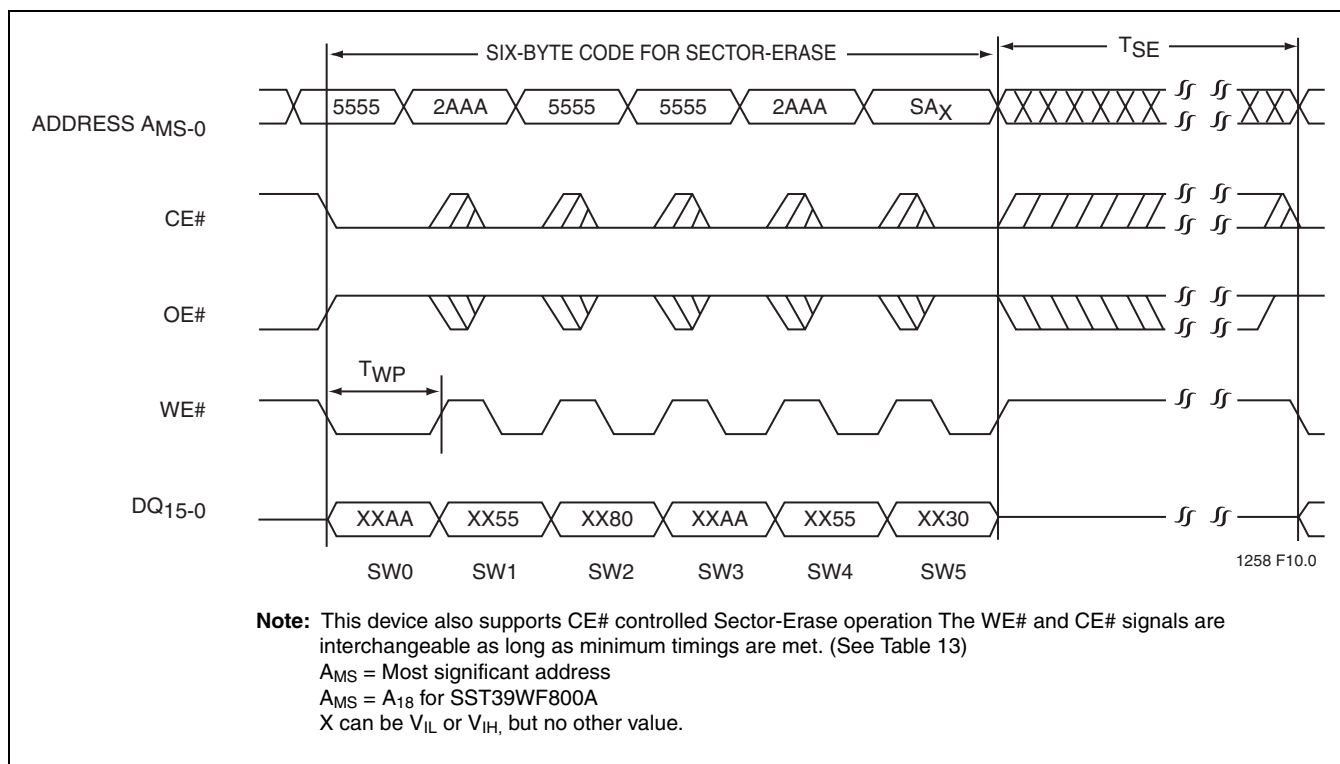 SIX-BYTE CODE FOR SECTOR-ERASE
TSE
ADDRESS AMS-0
5555 2AAA 5555 5555 2AAA SAX
CE#
OE#
TWP
WE#
DQ15-0
XXAA XX55 XX80 XXAA XX55 XX30
SW0 SW1 SW2 SW3 SW4 SW5
1258 F10.0
Note: This device also supports CE# controlled Sector-Erase operation The WE# and CE# signals are
interchangeable as long as minimum timings are met. (See Table 13)
AMS = Most significant address
AMS = A18 for SST39WF800A
X can be VIL or VIH, but no other value.